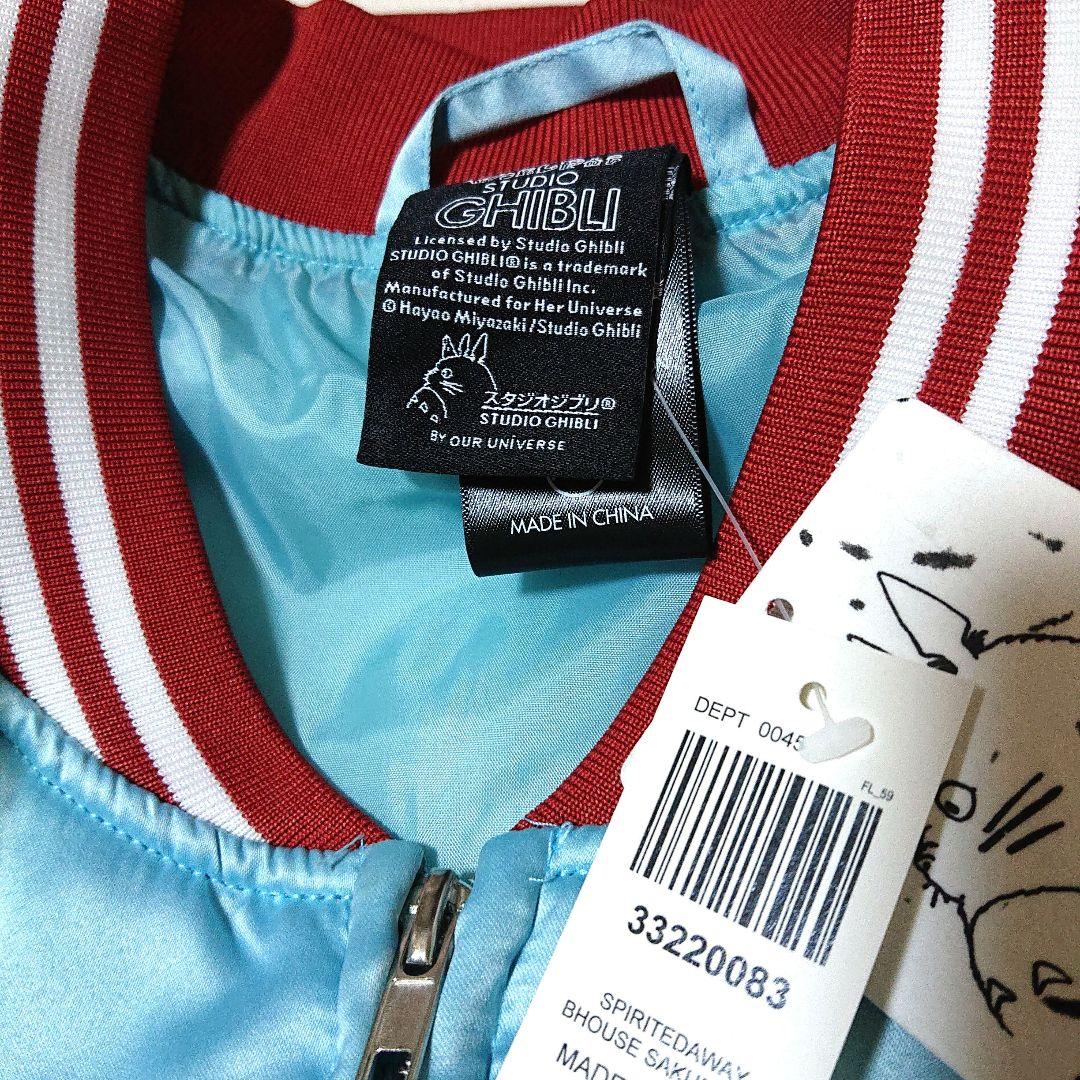 STUDIO
GHIBLI
Licensed by Studio Ghibli
STUDIO GHIBLI® is a trademark
of Studio Ghibli Inc.
Manufactured for Her Universe
© Hayao Miyazaki/Studio Ghibli
スタジオジブリ®
STUDIO GHIBLI
BY OUR UNIVERSE
MADE IN CHINA
DEPT 0045
FL_59
33220083
SPIRITEDAWAY
BHOUSE SAKU
MADE